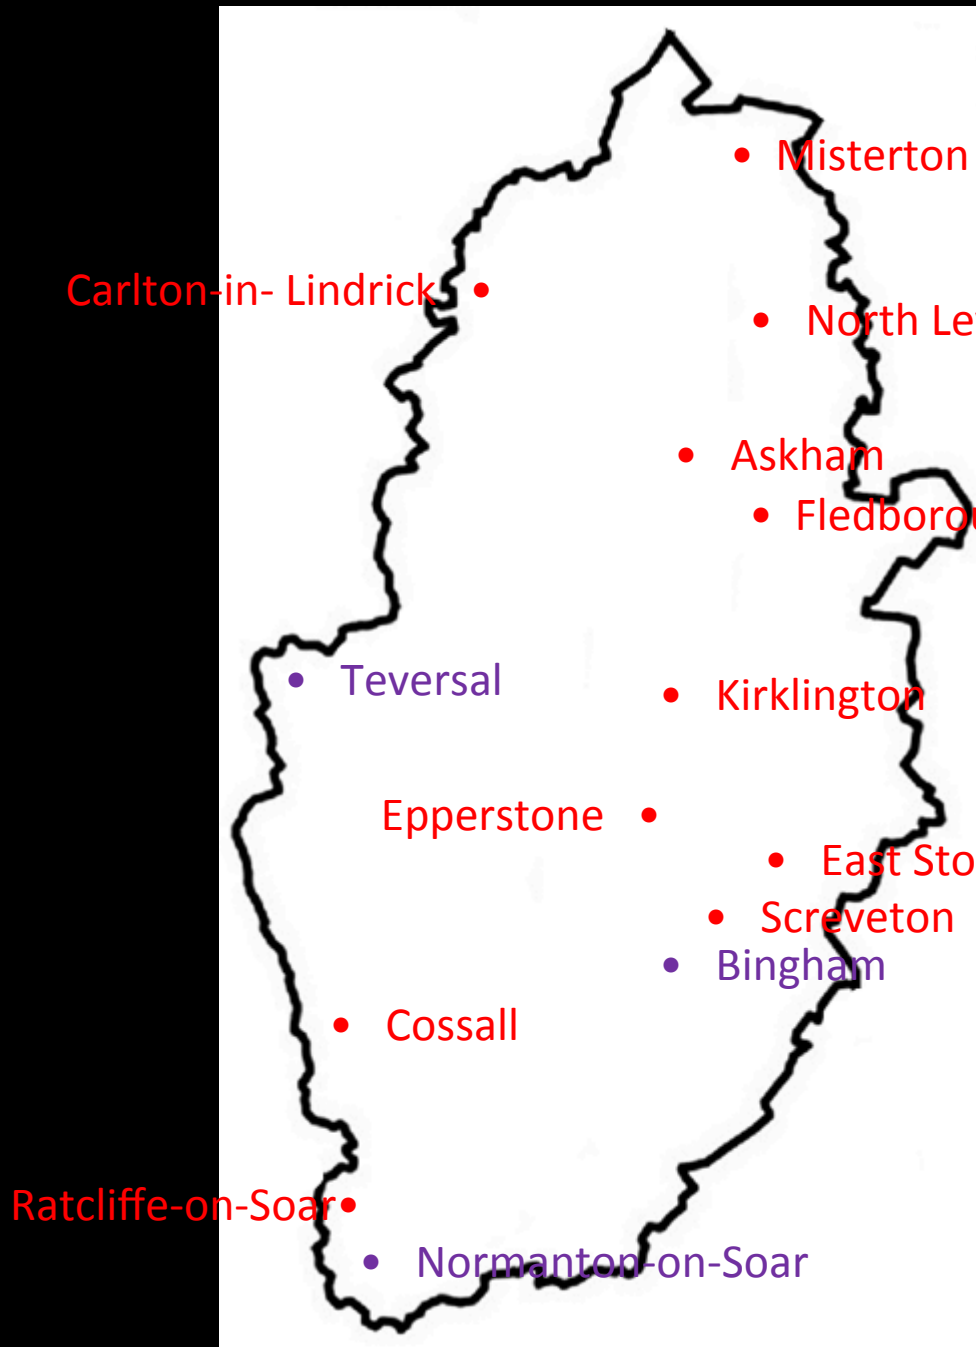 Misterton
Carlton-in- Lindrick
North Le
Askham
Fledboro
Teversal
Kirklington
Epperstone
East Sto
Screveton
Bingham
Cossall
Ratcliffe-on-Soar
Normanton-on-Soar